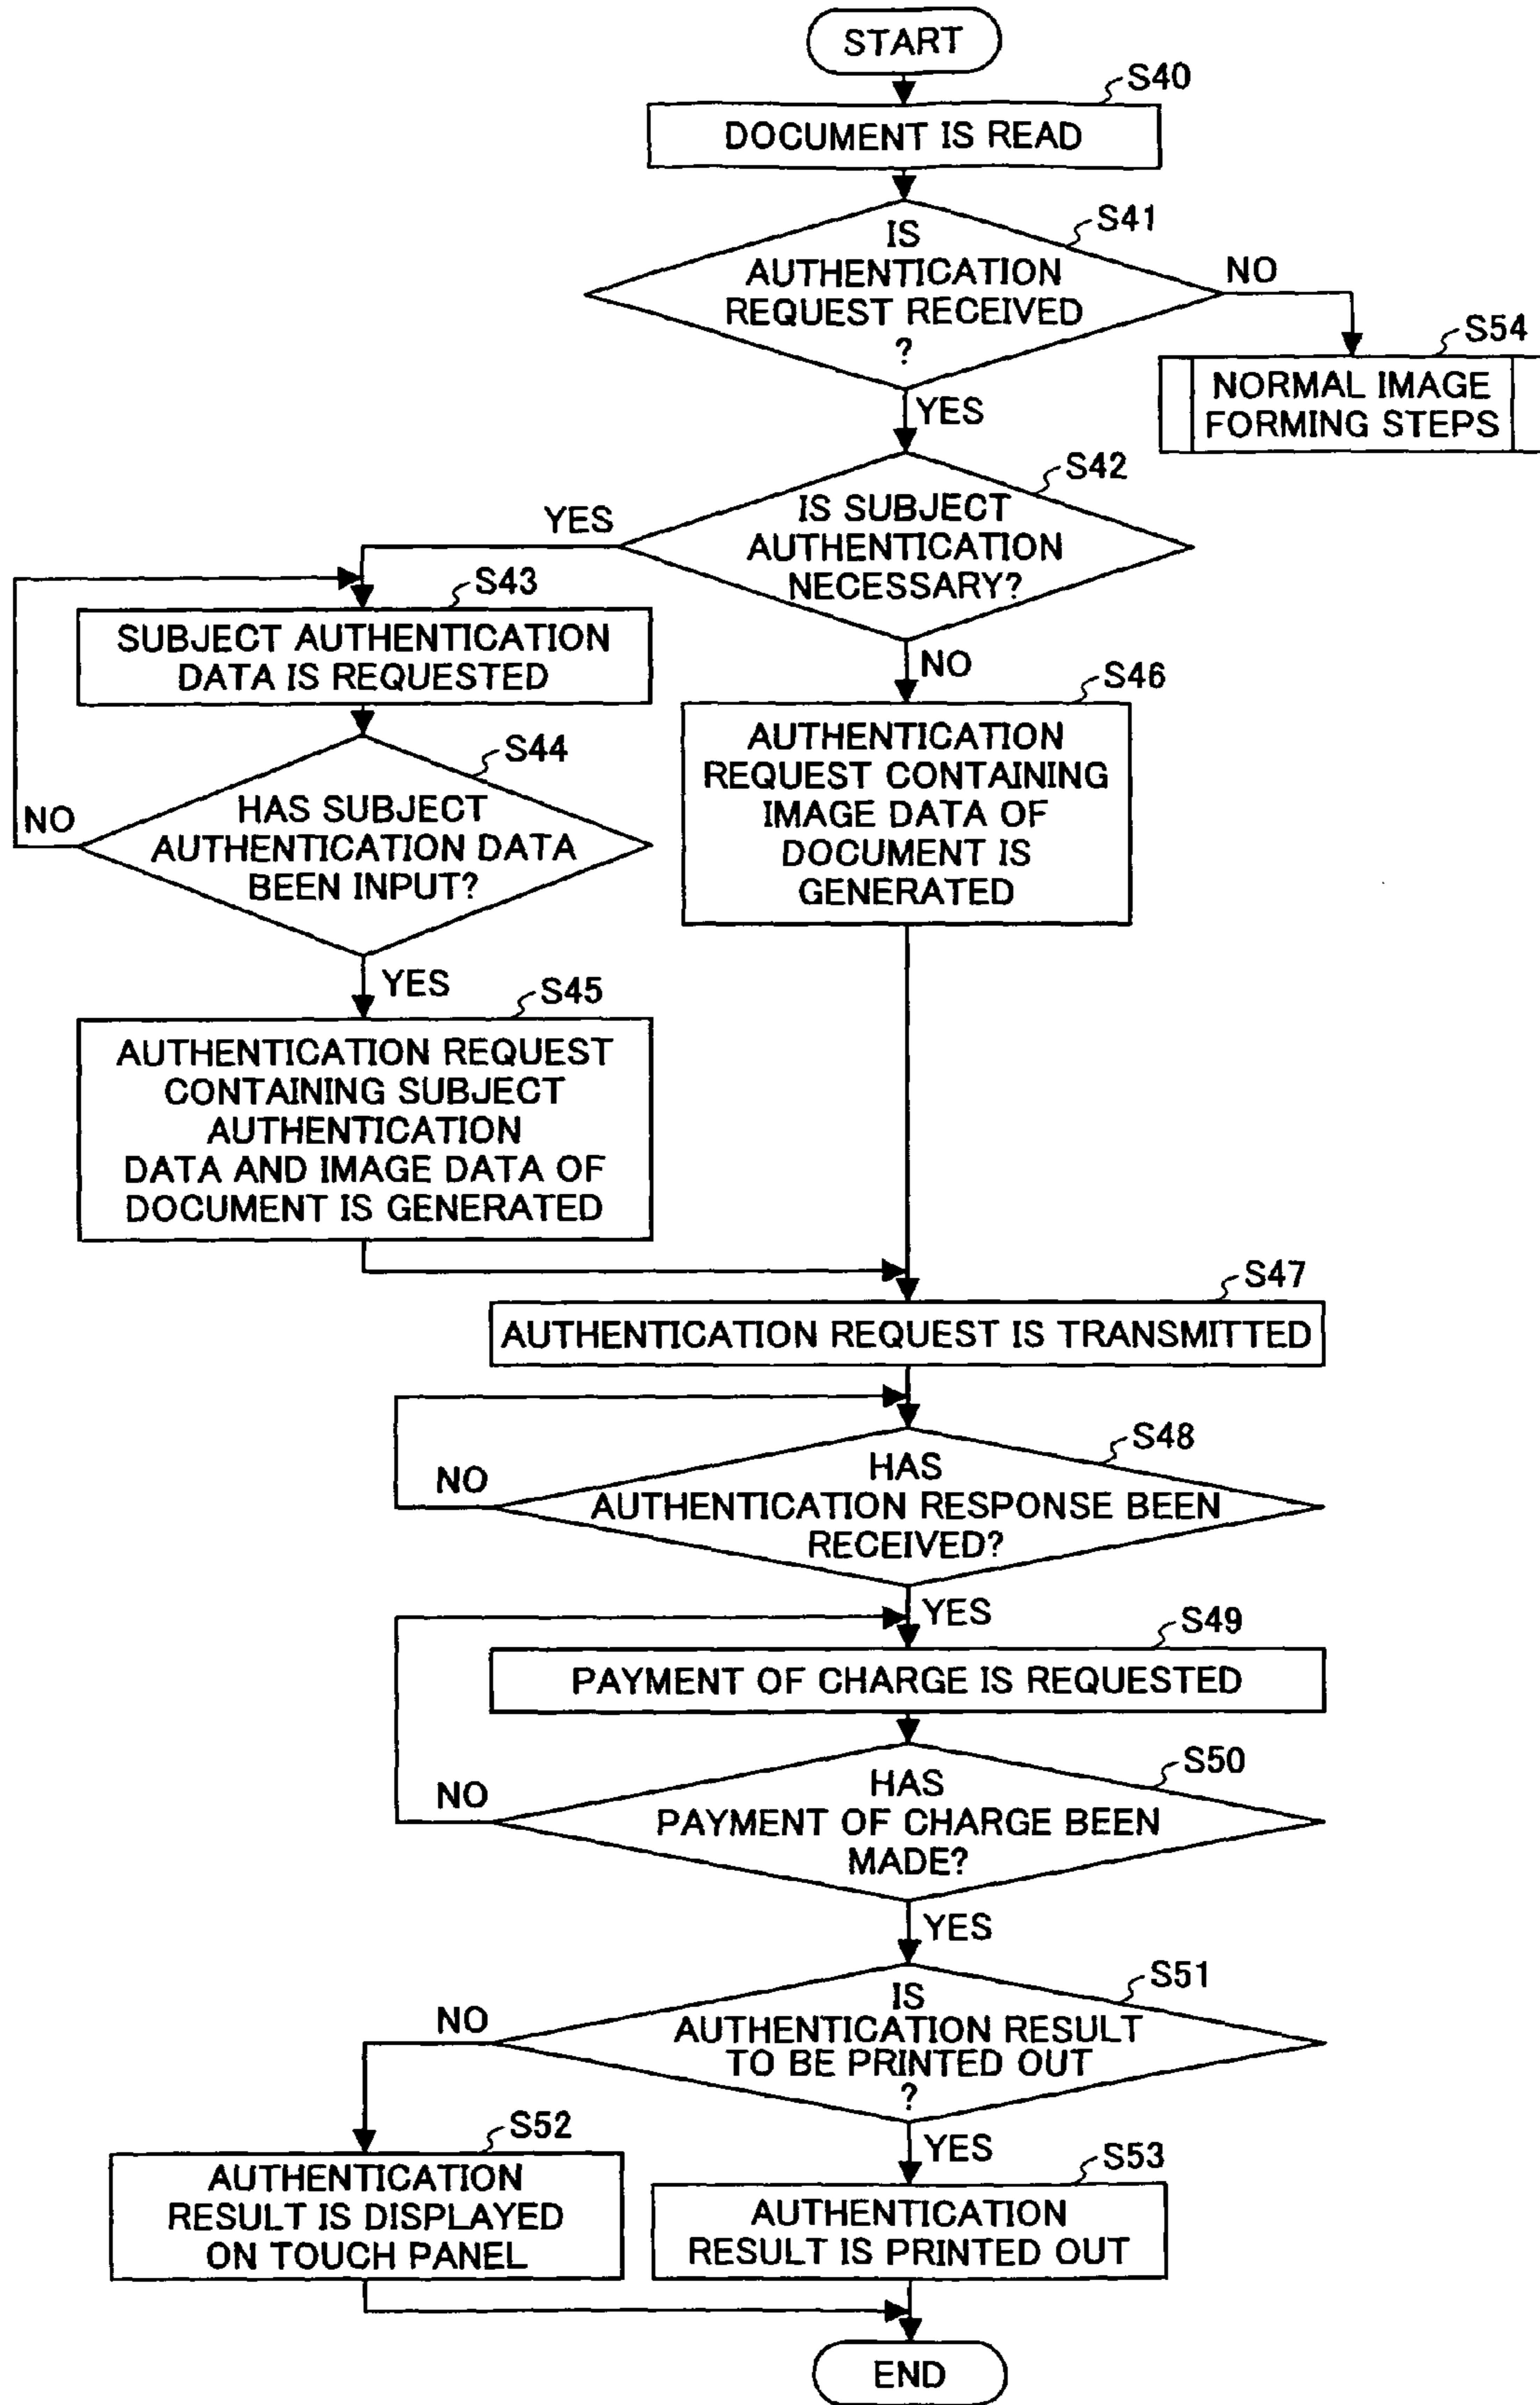 START
S40
DOCUMENT IS READ
S41
IS
AUTHENTICATION
REQUEST RECEIVED
?
NO
S54
NORMAL IMAGE
FORMING STEPS
YES
S42
IS SUBJECT
AUTHENTICATION
NECESSARY?
YES
S43
SUBJECT AUTHENTICATION
DATA IS REQUESTED
S44
HAS SUBJECT
AUTHENTICATION DATA
BEEN INPUT?
NO
YES
S45
AUTHENTICATION REQUEST
CONTAINING SUBJECT
AUTHENTICATION
DATA AND IMAGE DATA OF
DOCUMENT IS GENERATED
NO
S46
AUTHENTICATION
REQUEST CONTAINING
IMAGE DATA OF
DOCUMENT IS
GENERATED
S47
AUTHENTICATION REQUEST IS TRANSMITTED
S48
HAS
AUTHENTICATION RESPONSE BEEN
RECEIVED?
NO
YES
S49
PAYMENT OF CHARGE IS REQUESTED
S50
HAS
PAYMENT OF CHARGE BEEN
MADE?
NO
YES
S51
IS
AUTHENTICATION RESULT
TO BE PRINTED OUT
?
NO
S52
AUTHENTICATION
RESULT IS DISPLAYED
ON TOUCH PANEL
YES
S53
AUTHENTICATION
RESULT IS PRINTED OUT
END